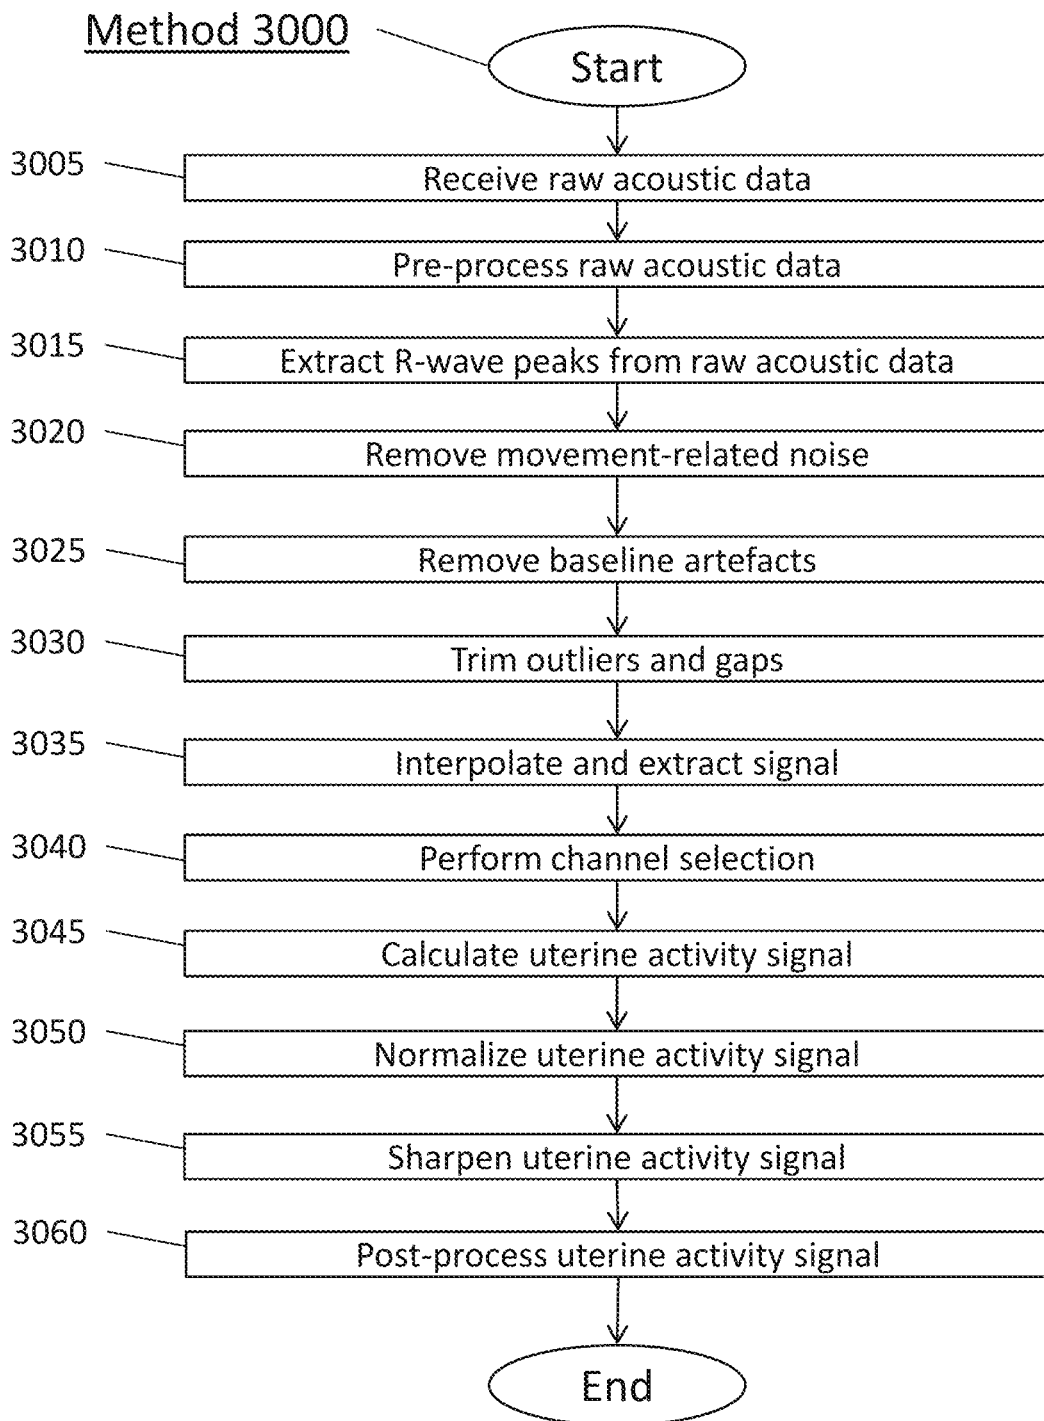 Method 3000
Start
3005
Receive raw acoustic data
3010
Pre-process raw acoustic data
3015
Extract R-wave peaks from raw acoustic data
3020
Remove movement-related noise
3025
Remove baseline artefacts
3030
Trim outliers and gaps
3035
Interpolate and extract signal
3040
Perform channel selection
3045
Calculate uterine activity signal
3050
Normalize uterine activity signal
3055
Sharpen uterine activity signal
3060
Post-process uterine activity signal
End